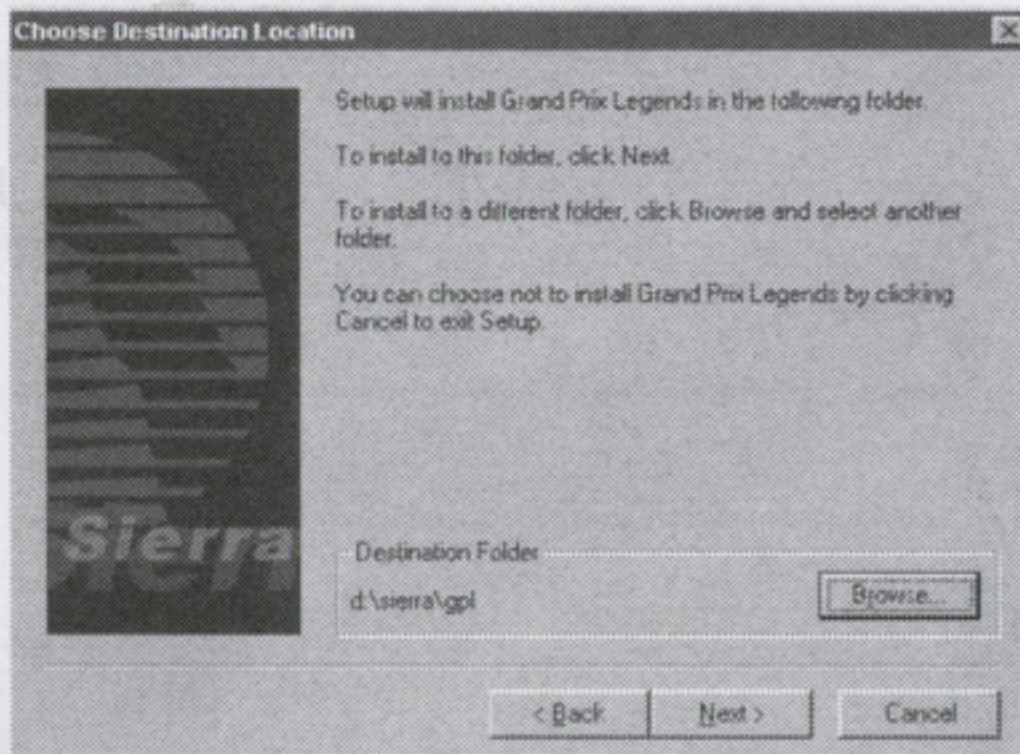 Choose Destination Location
Setup will install Grand Prix Legends in the following folder.
To install to this folder, click Next.
To install to a different folder, click Browse and select another
folder.
You can choose not to install Grand Prix Legends by clicking
Cancel to exit Setup.
Sierra
Destination Folder
d:\sierra\gpl
Browse...
< Back
Next >
Cancel